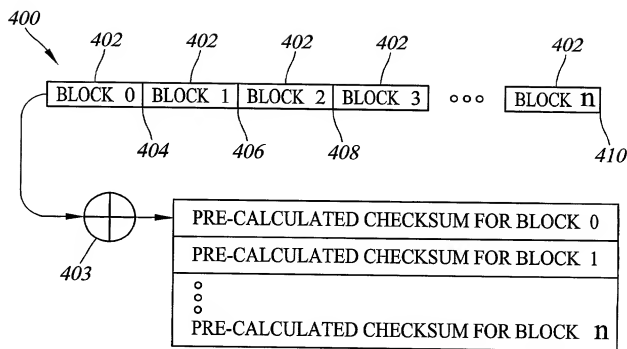 400
402 402 402 402 402
BLOCK 0 BLOCK 1 BLOCK 2 BLOCK 3 BLOCK n
404 406 408 410
403
PRE-CALCULATED CHECKSUM FOR BLOCK 0
PRE-CALCULATED CHECKSUM FOR BLOCK 1
PRE-CALCULATED CHECKSUM FOR BLOCK n